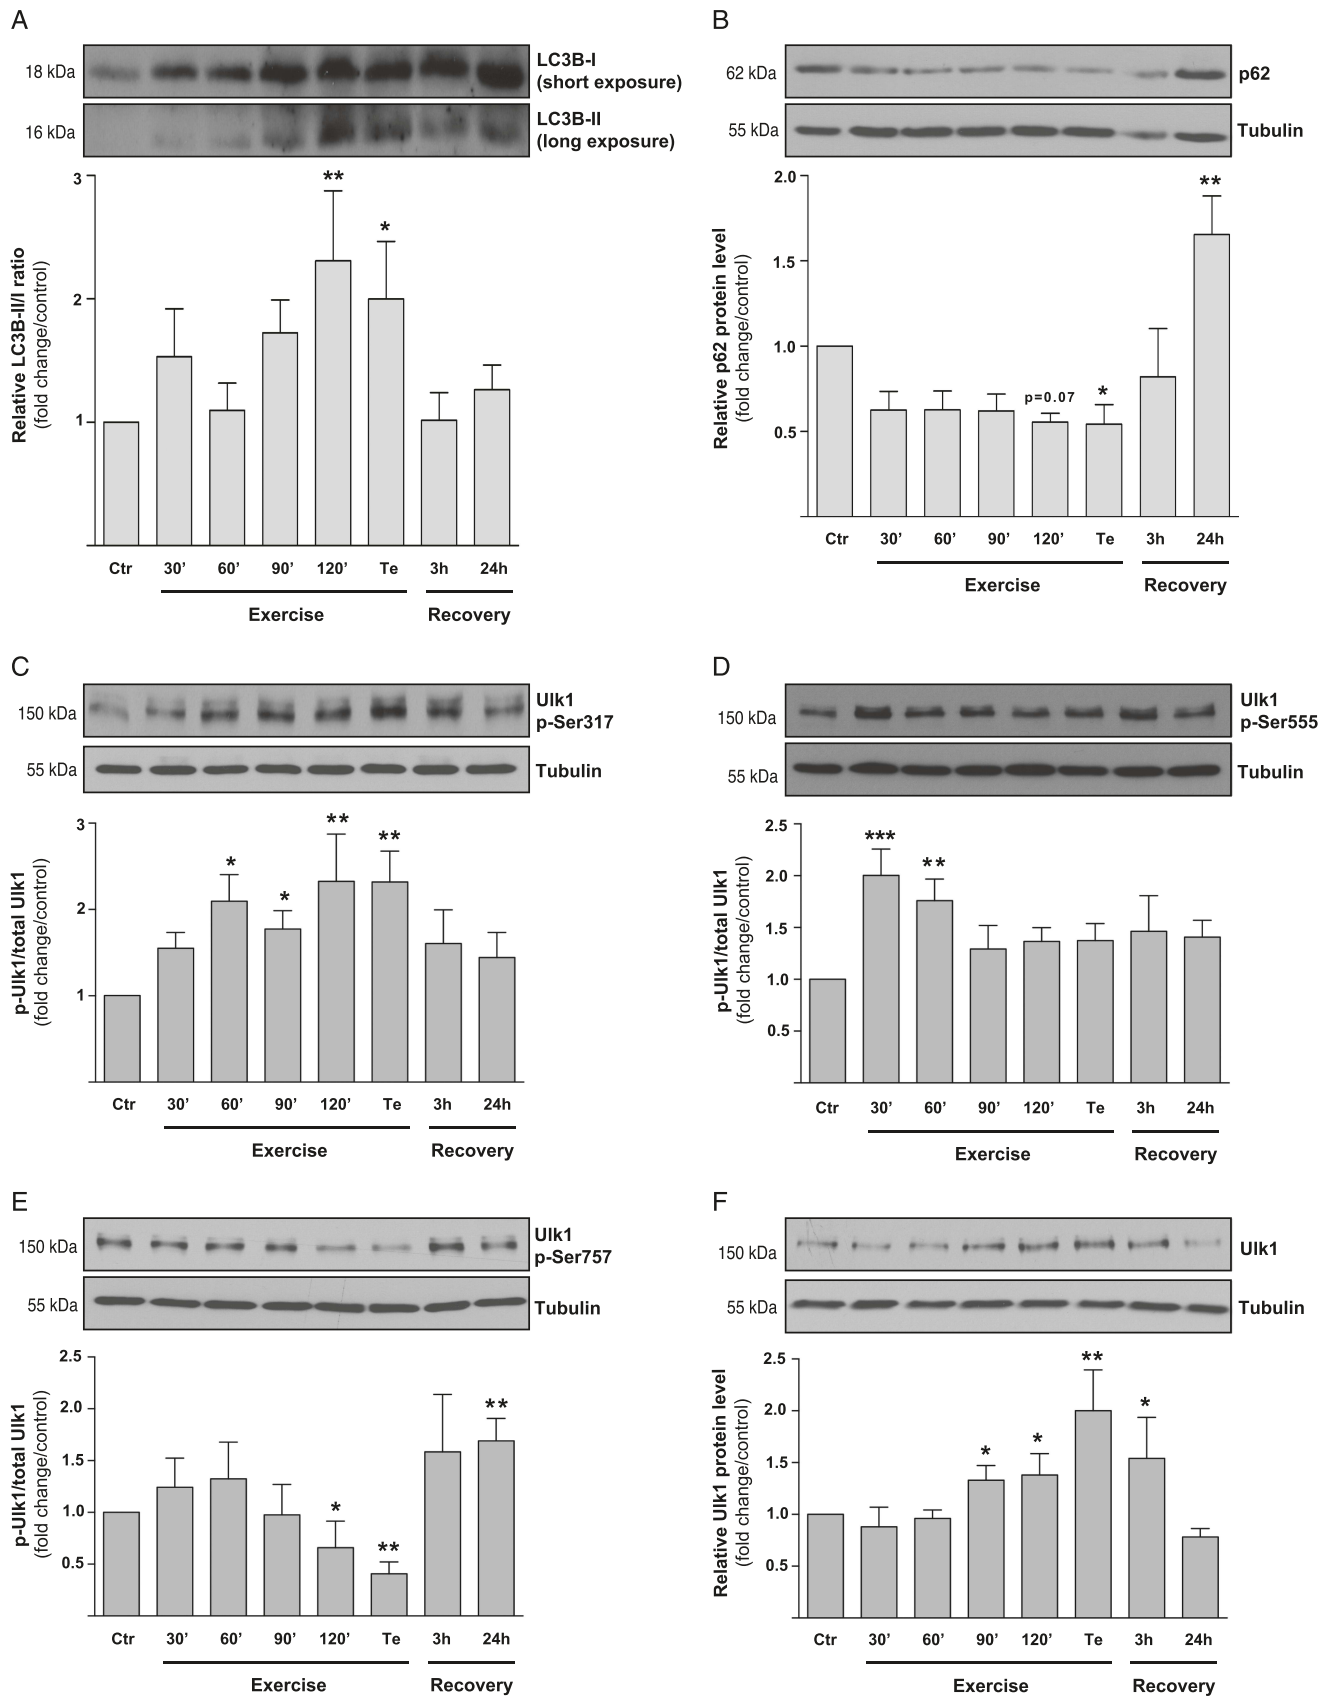 A
18 kDa
LC3B-I
(short exposure)
16 kDa
LC3B-II
(long exposure)
Relative LC3B-II/I ratio
(fold change/control)
3
2
1
**
*
Ctr 30’ 60’ 90’ 120’ Te 3h 24h
Exercise Recovery
B
62 kDa
p62
55 kDa
Tubulin
Relative p62 protein level
(fold change/control)
2.0
1.5
1.0
0.5
p=0.07
*
**
Ctr 30’ 60’ 90’ 120’ Te 3h 24h
Exercise Recovery
C
150 kDa
Ulk1
p-Ser317
55 kDa
Tubulin
p-Ulk1/total Ulk1
(fold change/control)
3
2
1
*
*
**
**
Ctr 30’ 60’ 90’ 120’ Te 3h 24h
Exercise Recovery
D
150 kDa
Ulk1
p-Ser555
55 kDa
Tubulin
p-Ulk1/total Ulk1
(fold change/control)
2.5
2.0
1.5
1.0
0.5
***
**
Ctr 30’ 60’ 90’ 120’ Te 3h 24h
Exercise Recovery
E
150 kDa
Ulk1
p-Ser757
55 kDa
Tubulin
p-Ulk1/total Ulk1
(fold change/control)
2.5
2.0
1.5
1.0
0.5
*
**
**
Ctr 30’ 60’ 90’ 120’ Te 3h 24h
Exercise Recovery
F
150 kDa
Ulk1
55 kDa
Tubulin
Relative Ulk1 protein level
(fold change/control)
2.5
2.0
1.5
1.0
0.5
*
*
**
*
Ctr 30’ 60’ 90’ 120’ Te 3h 24h
Exercise Recovery